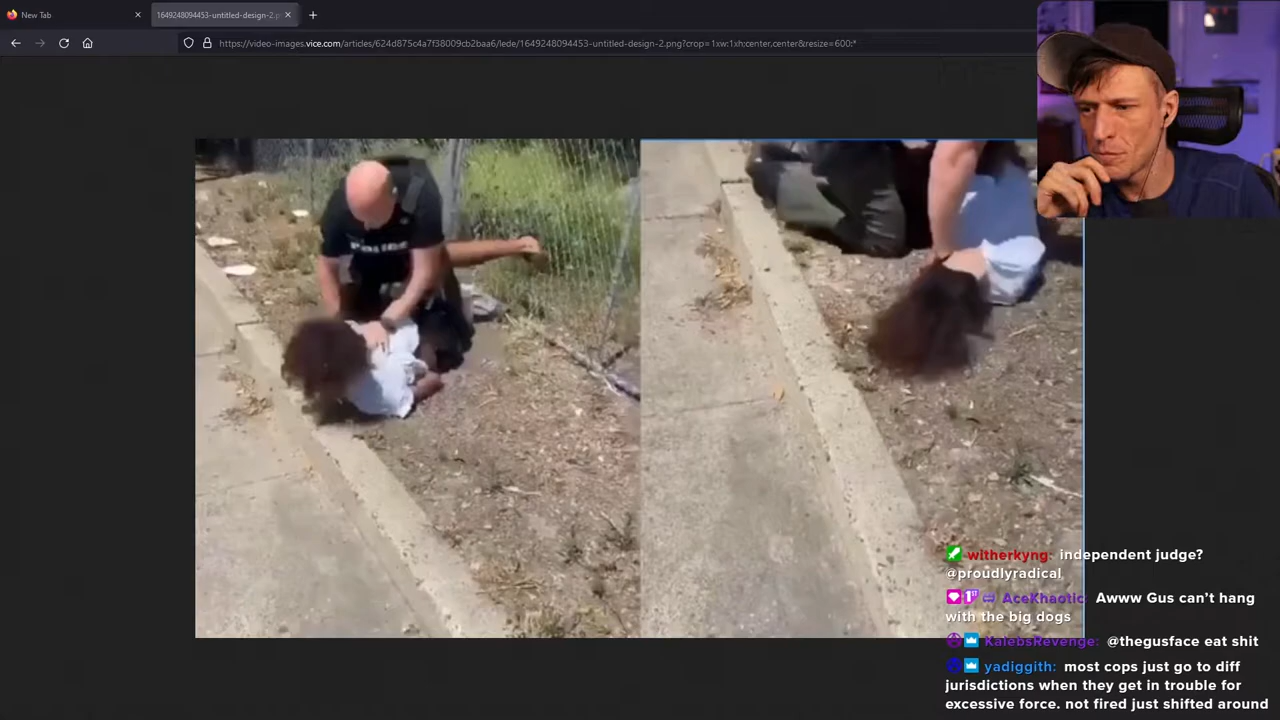 New Tab
1649248094453-untitled-design-2.p
https://video-images.vice.com/articles/624d875c4a7f38009cb2baa6/lede/1649248094453-untitled-design-2.png?crop=1xw:1xh;center,center&resize=600:*
POLICE
witherkyng: independent judge?
@proudlyradical
AceKhaotic: Awww Gus can’t hang
with the big dogs
KalebsRevenge: @thegusface eat shit
yadiggith: most cops just go to diff
jurisdictions when they get in trouble for
excessive force. not fired just shifted around